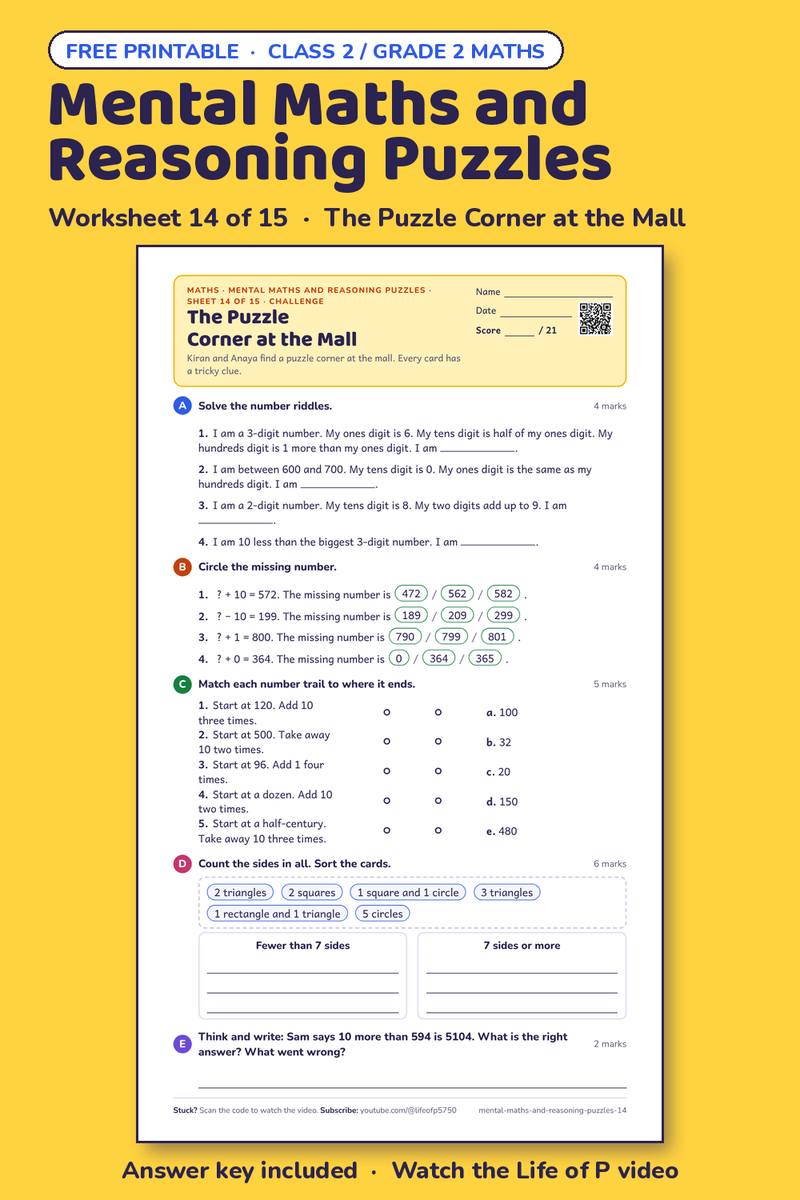 FREE PRINTABLE · CLASS 2 / GRADE 2 MATHS
Mental Maths and
Reasoning Puzzles
Worksheet 14 of 15 · The Puzzle Corner at the Mall
MATHS · MENTAL MATHS AND REASONING PUZZLES ·
SHEET 14 OF 15 · CHALLENGE
The Puzzle
Corner at the Mall
Kiran and Anaya find a puzzle corner at the mall. Every card has
a tricky clue.
Name ____________
Date ____________
Score ______ / 21
A Solve the number riddles. 4 marks
1. I am a 3-digit number. My ones digit is 6. My tens digit is half of my ones digit. My
hundreds digit is 1 more than my ones digit. I am ____________.
2. I am between 600 and 700. My tens digit is 0. My ones digit is the same as my
hundreds digit. I am ____________.
3. I am a 2-digit number. My tens digit is 8. My two digits add up to 9. I am
____________.
4. I am 10 less than the biggest 3-digit number. I am ____________.
B Circle the missing number. 4 marks
1. ? + 10 = 572. The missing number is 472 / 562 / 582 .
2. ? − 10 = 199. The missing number is 189 / 209 / 299 .
3. ? + 1 = 800. The missing number is 790 / 799 / 801 .
4. ? + 0 = 364. The missing number is 0 / 364 / 365 .
C Match each number trail to where it ends. 5 marks
1. Start at 120. Add 10
three times.
a. 100
2. Start at 500. Take away
10 two times.
b. 32
3. Start at 96. Add 1 four
times.
c. 20
4. Start at a dozen. Add 10
two times.
d. 150
5. Start at a half-century.
Take away 10 three times.
e. 480
D Count the sides in all. Sort the cards. 6 marks
2 triangles 2 squares 1 square and 1 circle 3 triangles
1 rectangle and 1 triangle 5 circles
Fewer than 7 sides
7 sides or more
E Think and write: Sam says 10 more than 594 is 5104. What is the right
answer? What went wrong? 2 marks
Stuck? Scan the code to watch the video. Subscribe: youtube.com/@lifeofp5750 mental-maths-and-reasoning-puzzles-14
Answer key included · Watch the Life of P video